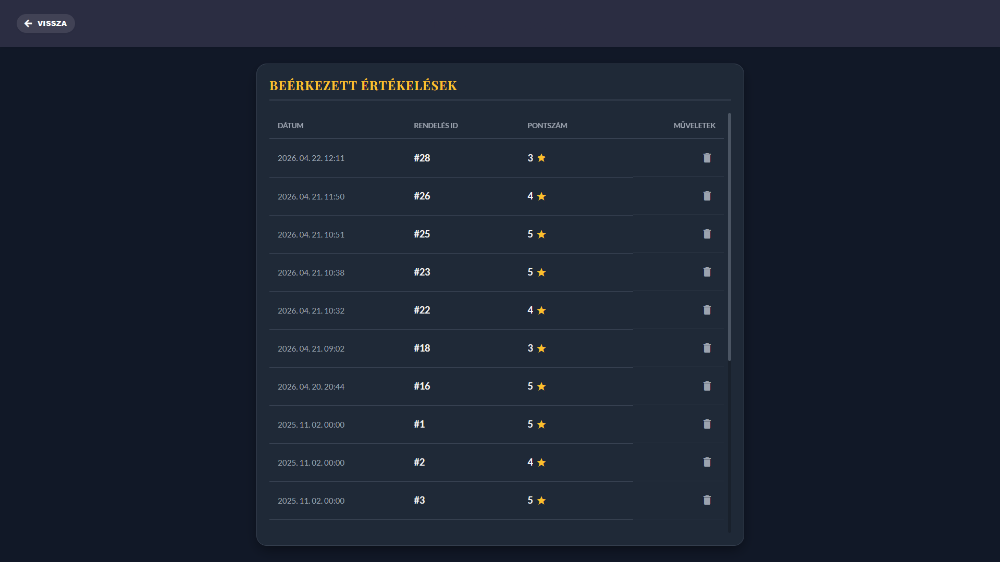 VISSZA
BEÉRKEZETT ÉRTÉKELÉSEK
DÁTUM RENDELÉS ID PONTSZÁM MŰVELETEK
2026. 04. 22. 12:11 #28 3
2026. 04. 21. 11:50 #26 4
2026. 04. 21. 10:51 #25 5
2026. 04. 21. 10:38 #23 5
2026. 04. 21. 10:32 #22 4
2026. 04. 21. 09:02 #18 3
2026. 04. 20. 20:44 #16 5
2025. 11. 02. 00:00 #1 5
2025. 11. 02. 00:00 #2 4
2025. 11. 02. 00:00 #3 5